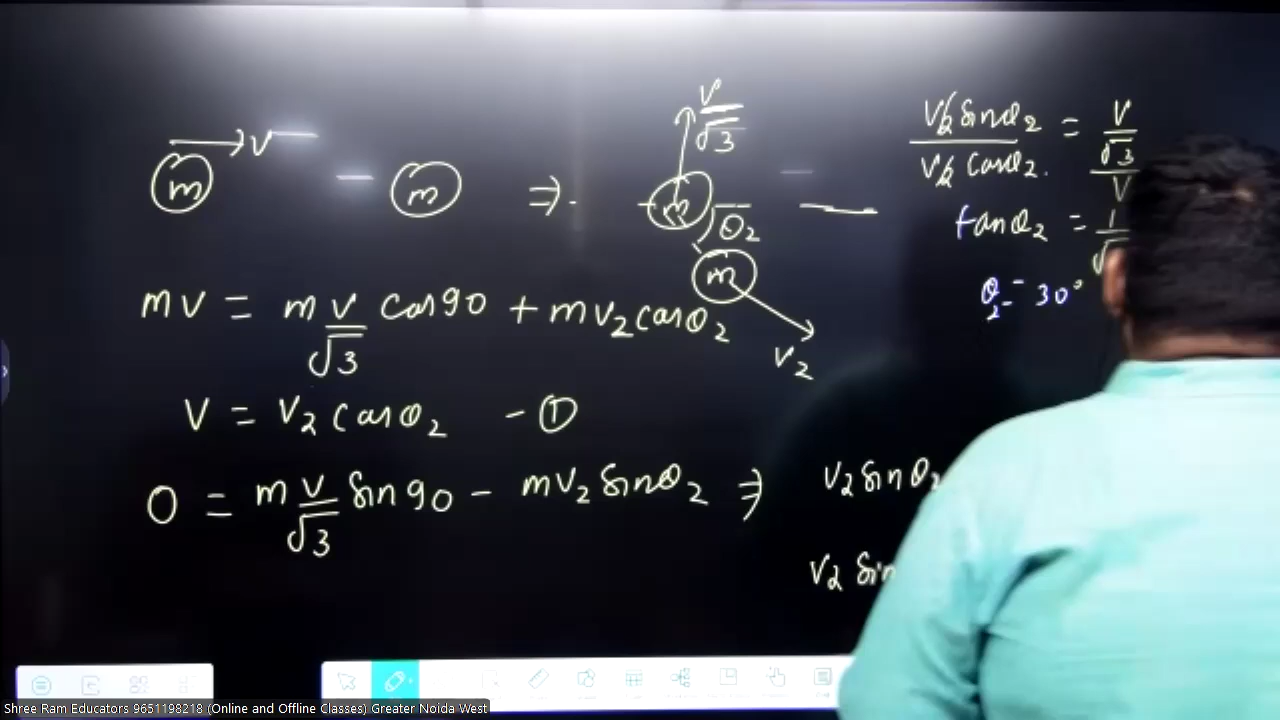 m → v m ⇒ m v/√3 θ2
m v2
mv = m v/√3 cos90 + mv2 cosθ2
v = v2 cosθ2 - ①
0 = m v/√3 sin90 - mv2 sinθ2 ⇒ v2 sinθ2
v2 sin
v2 sinθ2 / v2 cosθ2. = v/√3 / v
tanθ2 = 1/√
θ2 = 30°
Shree Ram Educators 9651198218 (Online and Offline Classes) Greater Noida West